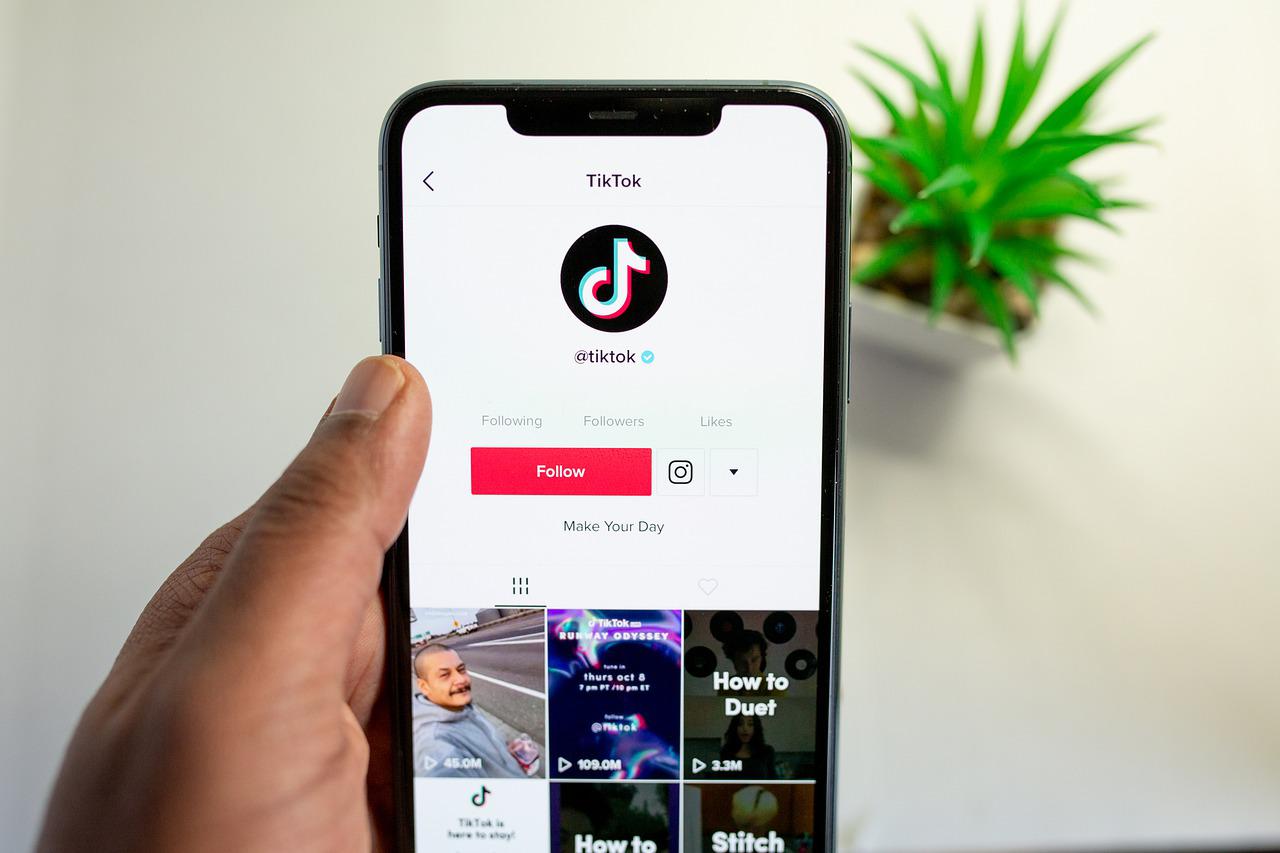 TikTok
@tiktok
Following Followers Likes
Follow
Make Your Day
TikTok
RUNWAY ODYSSEY
tune in
thurs oct 8
7 pm PT /10 pm ET
follow
@tiktok
How to
Duet
45.0M
109.0M
3.3M
TikTok is
here to stay!
How to
Stitch